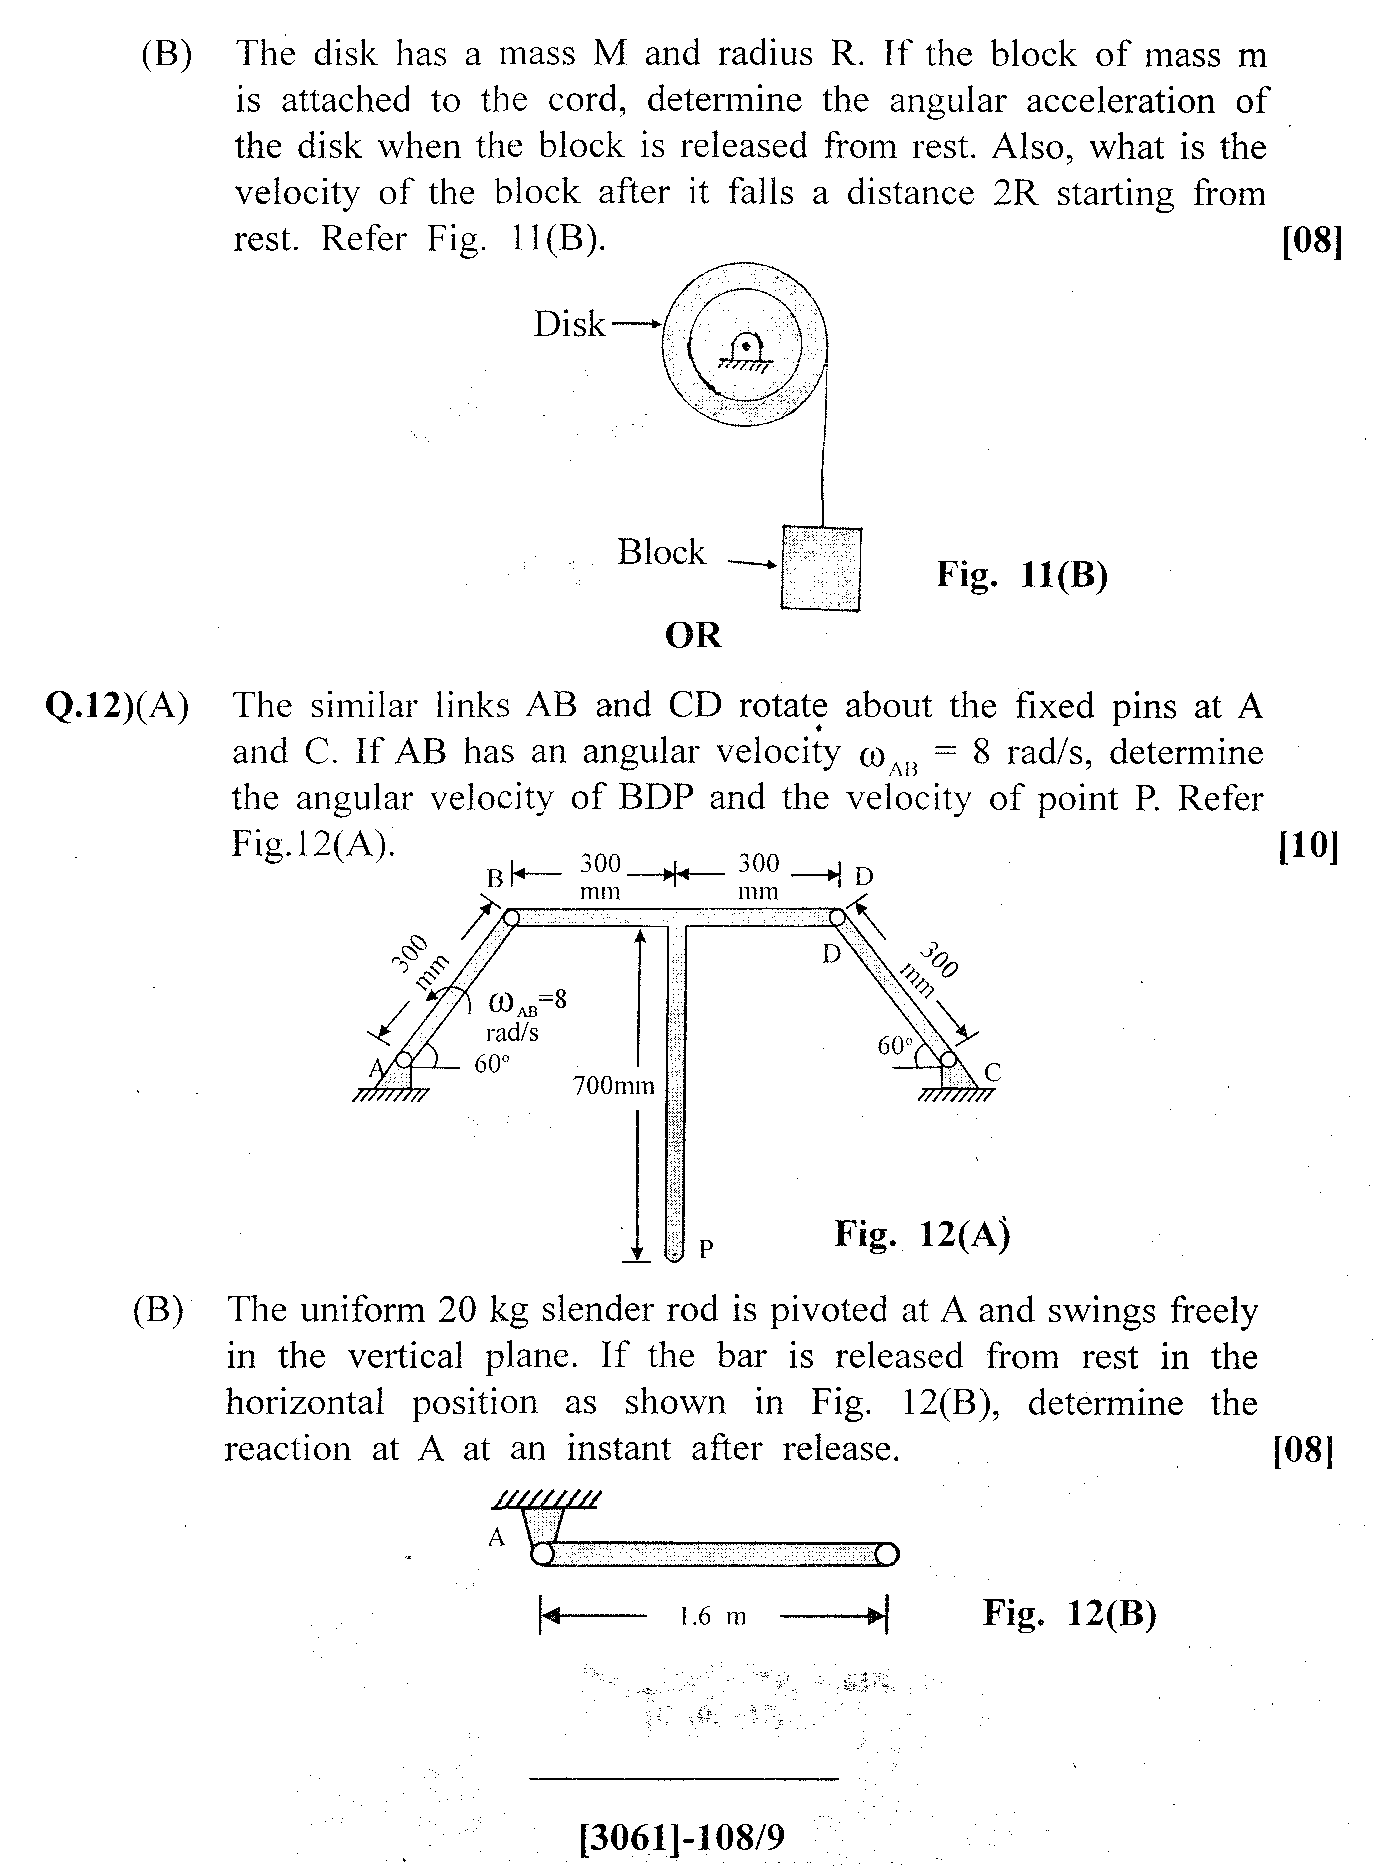 (B) The disk has a mass M and radius R. If the block of mass m
is attached to the cord, determine the angular acceleration of
the disk when the block is released from rest. Also, what is the
velocity of the block after it falls a distance 2R starting from
rest. Refer Fig. 11(B). [08]
Disk
Block
Fig. 11(B)
OR
Q.12)(A) The similar links AB and CD rotate about the fixed pins at A
and C. If AB has an angular velocity ω_AB = 8 rad/s, determine
the angular velocity of BDP and the velocity of point P. Refer
Fig.12(A). [10]
B 300 mm 300 mm D
300 mm
D
300 mm
ω_AB=8
rad/s
A 60°
60° C
700mm
P
Fig. 12(A)
(B) The uniform 20 kg slender rod is pivoted at A and swings freely
in the vertical plane. If the bar is released from rest in the
horizontal position as shown in Fig. 12(B), determine the
reaction at A at an instant after release. [08]
A
1.6 m
Fig. 12(B)
[3061]-108/9